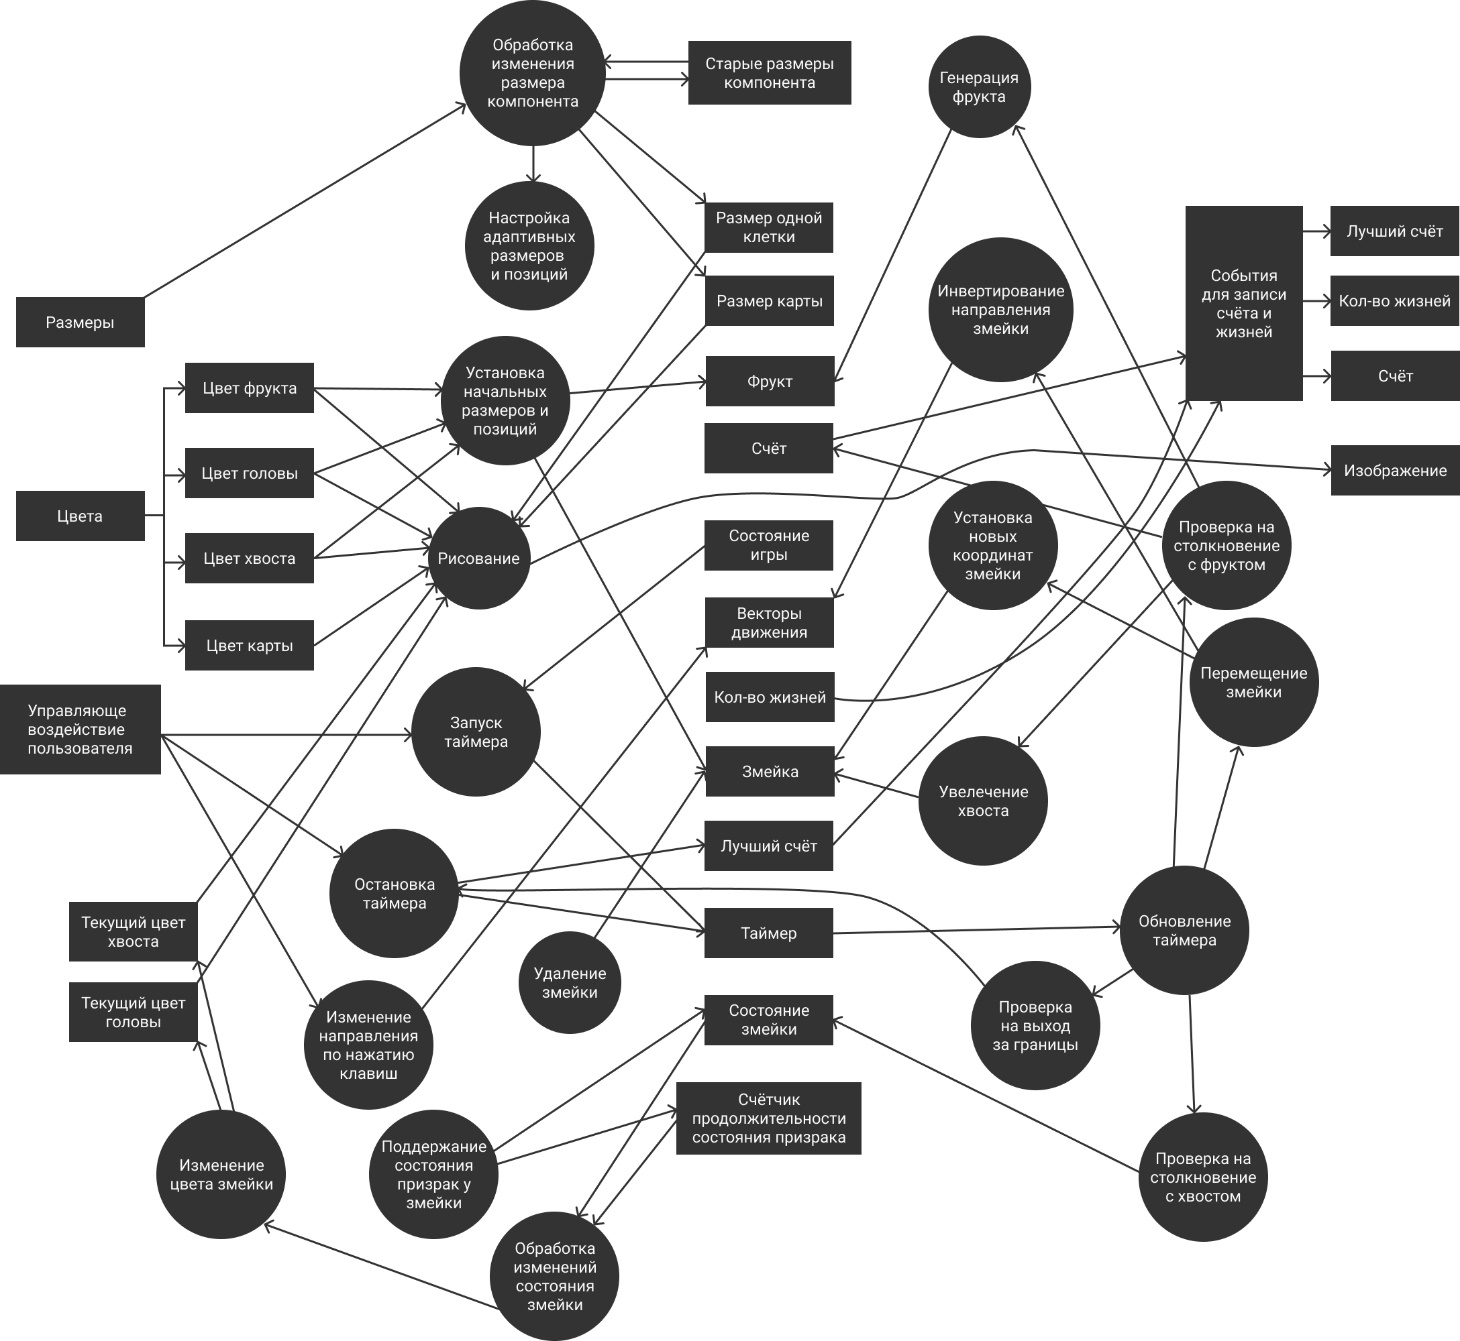 Обработка
изменения
размера
компонента
Старые размеры
компонента
Генерация
фрукта
Настройка
адаптивных
размеров
и позиций
Размер одной
клетки
Размер карты
Размеры
Инвертирование
направления
змейки
События
для записи
счёта и
жизней
Лучший счёт
Кол-во жизней
Счёт
Изображение
Цвета
Цвет фрукта
Цвет головы
Цвет хвоста
Цвет карты
Установка
начальных
размеров и
позиций
Рисование
Фрукт
Счёт
Состояние
игры
Векторы
движения
Кол-во жизней
Змейка
Лучший счёт
Таймер
Установка
новых
координат
змейки
Проверка на
столкновение
с фруктом
Перемещение
змейки
Увелечение
хвоста
Управляюще
воздействие
пользователя
Запуск
таймера
Остановка
таймера
Обновление
таймера
Текущий цвет
хвоста
Текущий цвет
головы
Удаление
змейки
Изменение
направления
по нажатию
клавиш
Состояние
змейки
Проверка
на выход
за границы
Счётчик
продолжительности
состояния призрака
Изменение
цвета змейки
Поддержание
состояния
призрак у
змейки
Проверка на
столкновение
с хвостом
Обработка
изменений
состояния
змейки